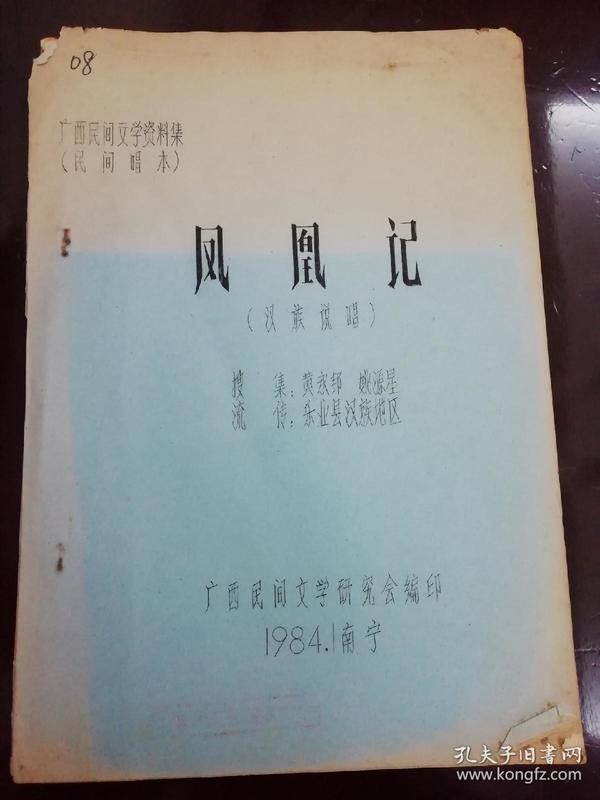 08
广西民间文学资料集
（民间唱本）
凤凰记
（汉族说唱）
搜集：黄永邦 姚源星
流传：乐业县汉族地区
广西民间文学研究会编印
1984.1南宁
孔夫子旧书网
www.kongfz.com